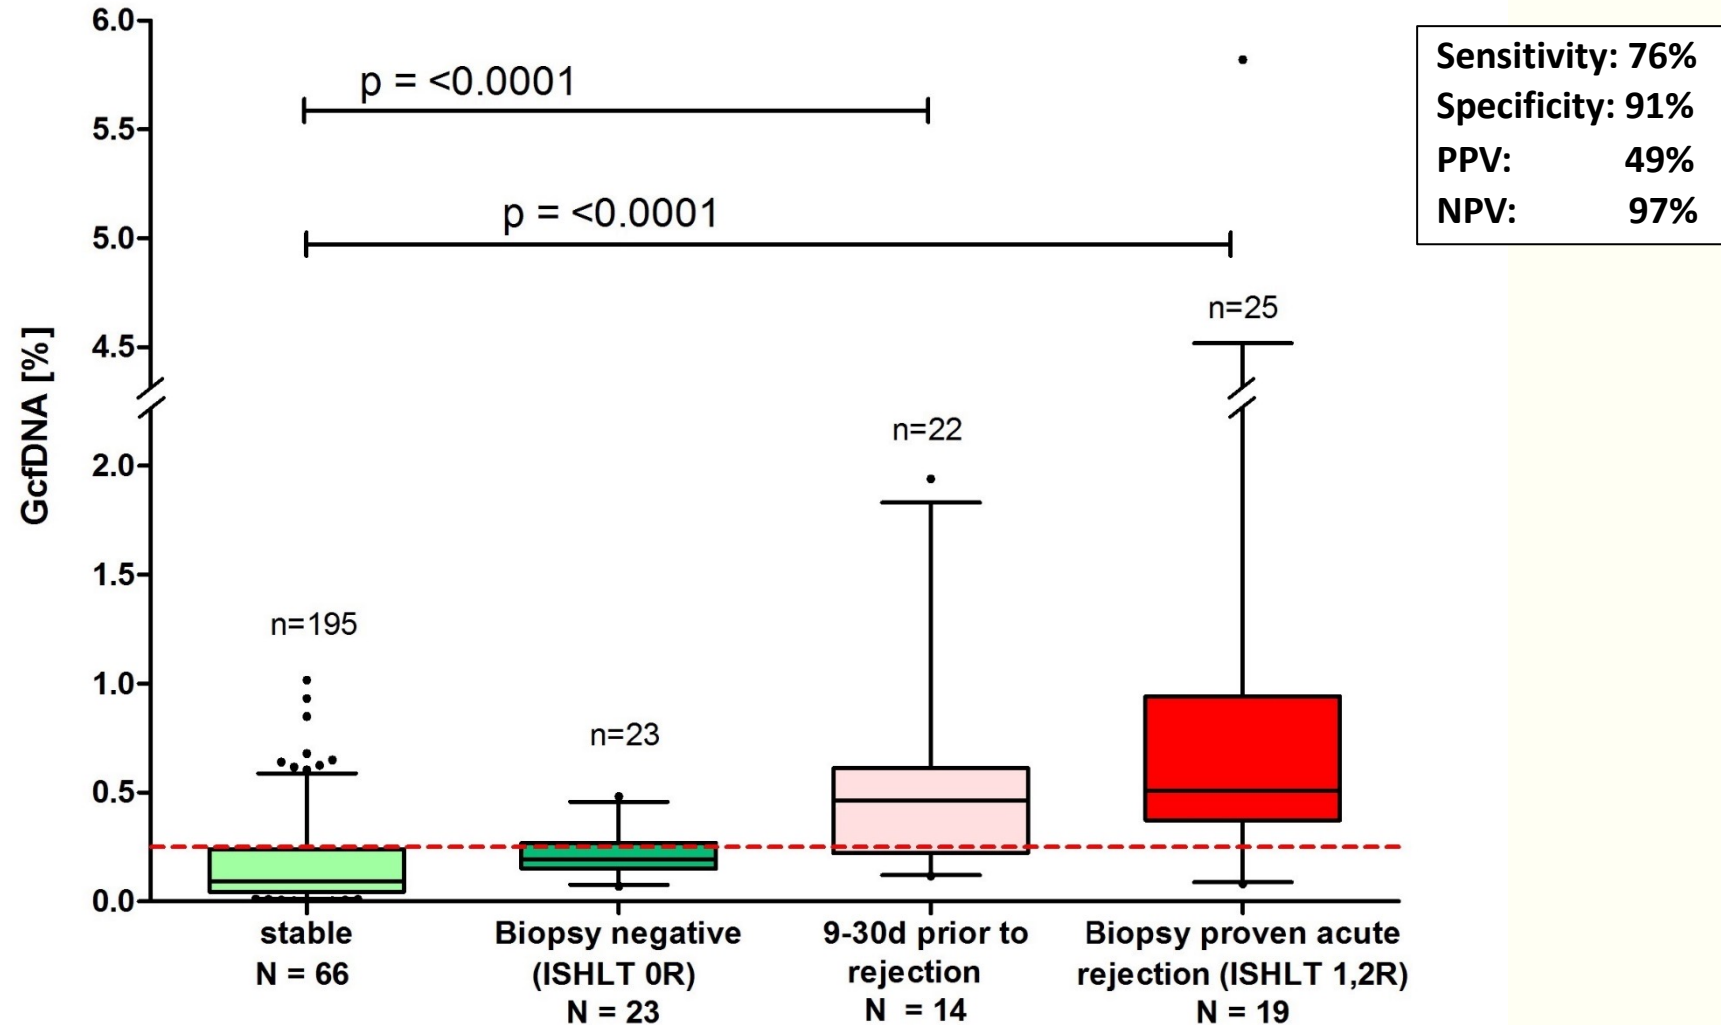 6.0
5.5
5.0
4.5
2.0
1.5
1.0
0.5
0.0
GcfDNA [%]
p = <0.0001
p = <0.0001
n=195
n=23
n=22
n=25
Sensitivity: 76%
Specificity: 91%
PPV: 49%
NPV: 97%
stable
N = 66
Biopsy negative
(ISHLT 0R)
N = 23
9-30d prior to
rejection
N = 14
Biopsy proven acute
rejection (ISHLT 1,2R)
N = 19